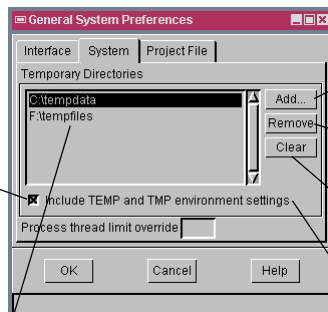 General System Preferences
Interface System Project File
Temporary Directories
C:\tempdata
F:\tempfiles
Add...
Remove
Clear
Include TEMP and TMP environment settings
Process thread limit override
OK Cancel Help